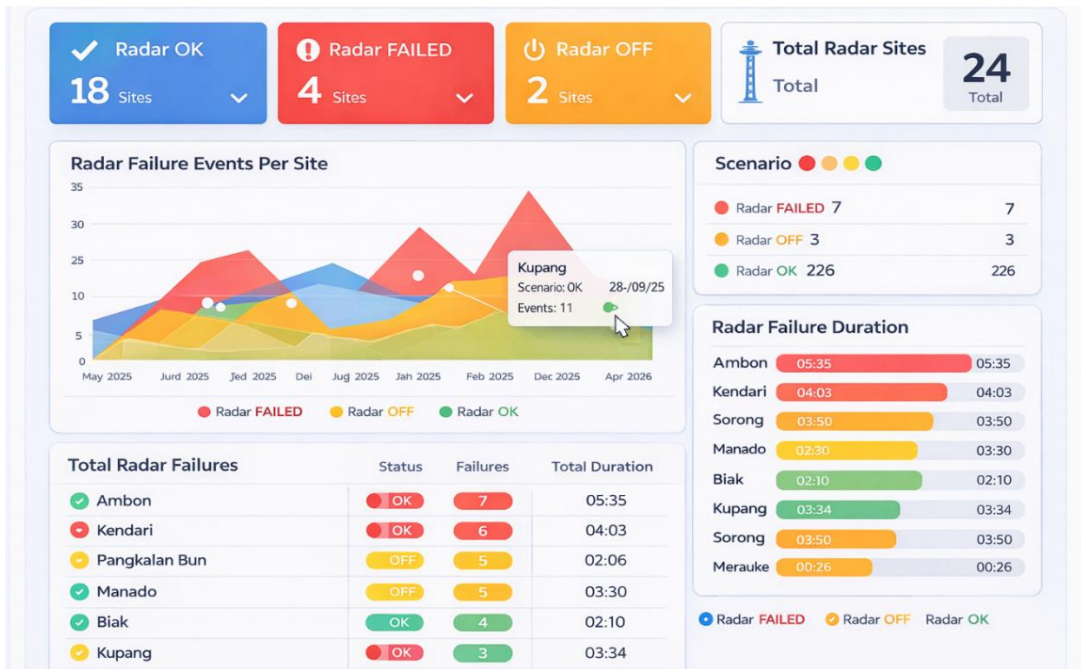 Radar OK
18 Sites
Radar FAILED
4 Sites
Radar OFF
2 Sites
Total Radar Sites
Total
24
Total
Radar Failure Events Per Site
35
30
25
10
5
0
May 2025 Jurd 2025 Jed 2025 Dei Jug 2025 Jah 2025 Feb 2025 Dec 2025 Apr 2026
Kupang
Scenario: OK 28-/09/25
Events: 11
Radar FAILED Radar OFF Radar OK
Scenario
Radar FAILED 7 7
Radar OFF 3 3
Radar OK 226 226
Radar Failure Duration
Ambon 05:35 05:35
Kendari 04:03 04:03
Sorong 03:50 03:50
Manado 02:30 03:30
Biak 02:10 02:10
Kupang 03:34 03:34
Sorong 03:50 03:50
Merauke 00:26 00:26
Radar FAILED Radar OFF Radar OK
Total Radar Failures Status Failures Total Duration
Ambon OK 7 05:35
Kendari OK 6 04:03
Pangkalan Bun OFF 5 02:06
Manado OFF 5 03:30
Biak OK 4 02:10
Kupang OK 3 03:34